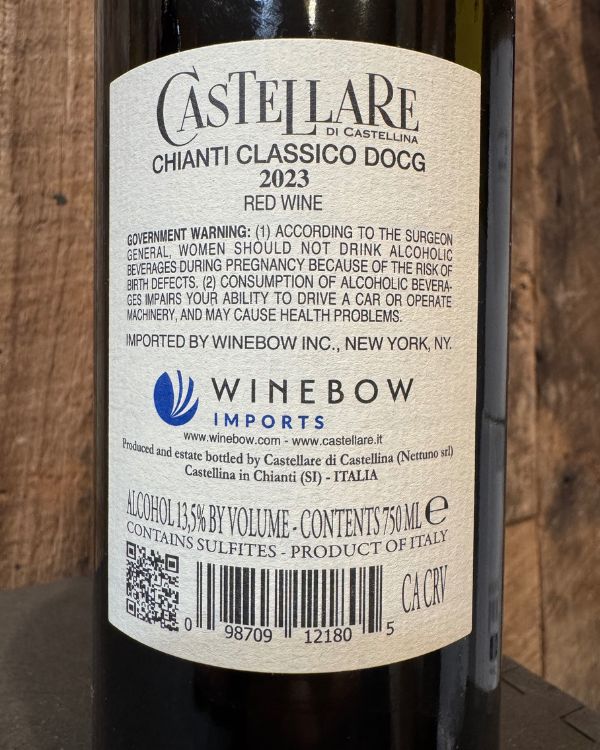 CASTELLARE
DI CASTELLINA
CHIANTI CLASSICO DOCG
2023
RED WINE
GOVERNMENT WARNING: (1) ACCORDING TO THE SURGEON
GENERAL, WOMEN SHOULD NOT DRINK ALCOHOLIC
BEVERAGES DURING PREGNANCY BECAUSE OF THE RISK OF
BIRTH DEFECTS. (2) CONSUMPTION OF ALCOHOLIC BEVERA-
GES IMPAIRS YOUR ABILITY TO DRIVE A CAR OR OPERATE
MACHINERY, AND MAY CAUSE HEALTH PROBLEMS.
IMPORTED BY WINEBOW INC., NEW YORK, NY.
WINEBOW
IMPORTS
www.winebow.com - www.castellare.it
Produced and estate bottled by Castellare di Castellina (Nettuno srl)
Castellina in Chianti (SI) - ITALIA
ALCOHOL 13,5% BY VOLUME - CONTENTS 750 ML ℮
CONTAINS SULFITES - PRODUCT OF ITALY
CA CRV
0 98709 12180 5